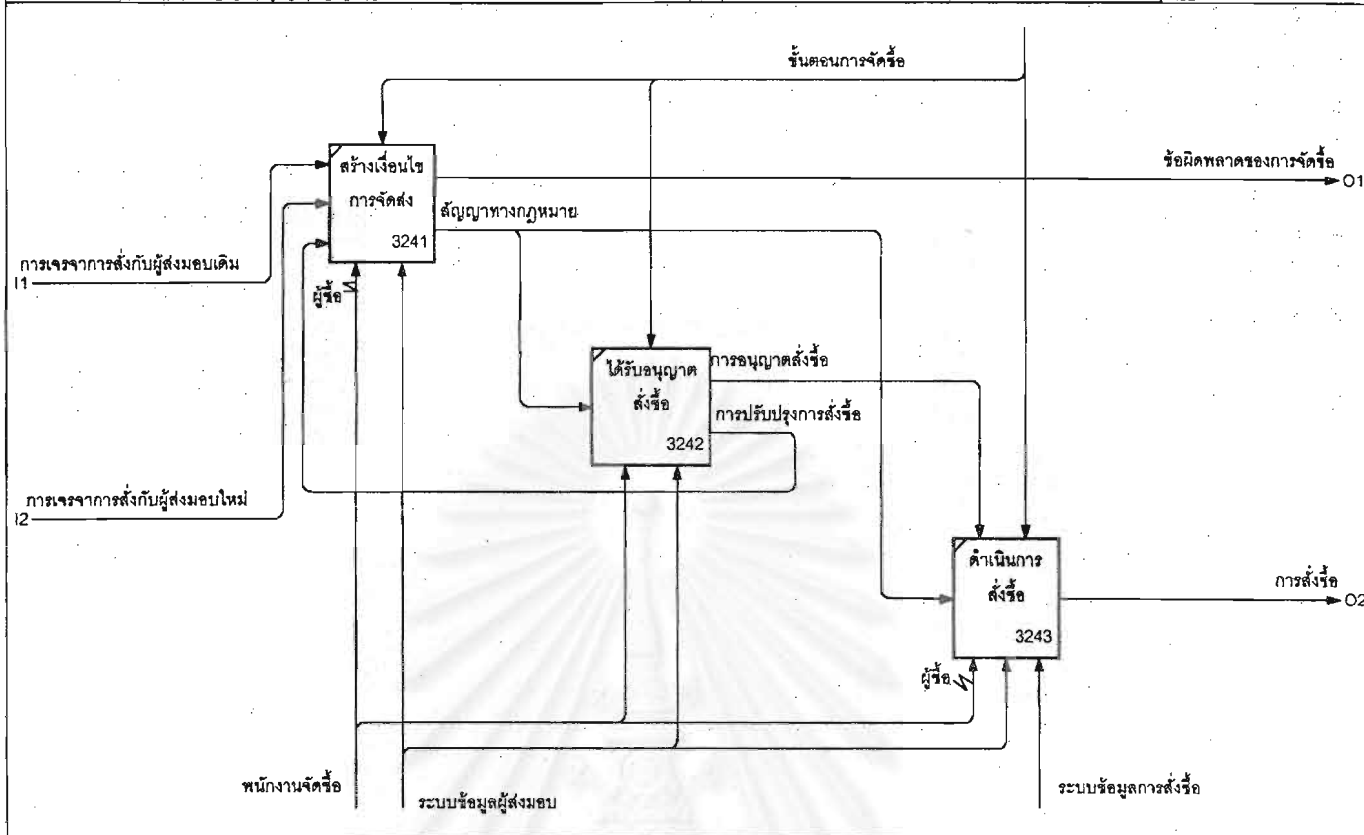 ขั้นตอนการจัดซื้อ
สร้างเงื่อนไข
การจัดส่ง
3241
ข้อผิดพลาดของการจัดซื้อ
O1
สัญญาทางกฎหมาย
การเจรจาการสั่งกับผู้ส่งมอบเดิม
I1
ผู้ซื้อ
ได้รับอนุญาต
สั่งซื้อ
3242
การอนุญาตสั่งซื้อ
การปรับปรุงการสั่งซื้อ
การเจรจาการสั่งกับผู้ส่งมอบใหม่
I2
ดำเนินการ
สั่งซื้อ
3243
การสั่งซื้อ
O2
ผู้ซื้อ
พนักงานจัดซื้อ
ระบบข้อมูลผู้ส่งมอบ
ระบบข้อมูลการสั่งซื้อ